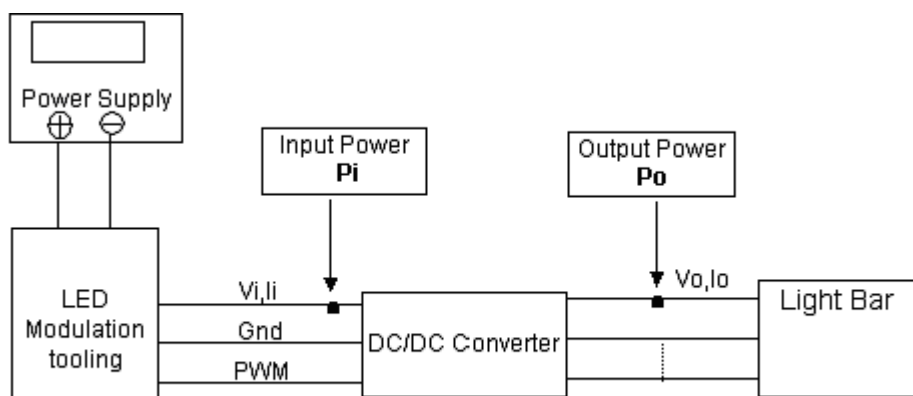 Power Supply
Input Power
Pi
Output Power
Po
LED
Modulation
tooling
Vi,Ii
Gnd
PWM
DC/DC Converter
Vo,Io
Light Bar